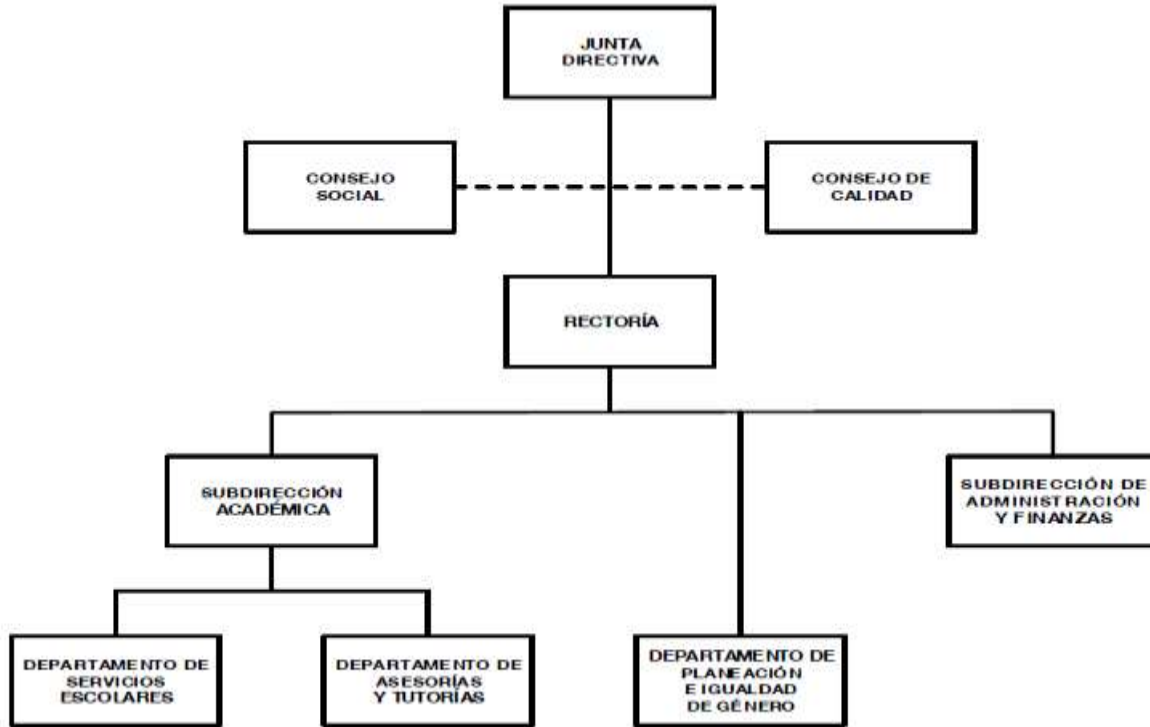 JUNTA
DIRECTIVA
CONSEJO
SOCIAL
CONSEJO DE
CALIDAD
RECTORÍA
SUBDIRECCIÓN
ACADÉMICA
SUBDIRECCIÓN DE
ADMINISTRACIÓN
Y FINANZAS
DEPARTAMENTO DE
SERVICIOS
ESCOLARES
DEPARTAMENTO DE
ASESORÍAS
Y TUTORÍAS
DEPARTAMENTO DE
PLANEACIÓN
E IGUALDAD
DE GÉNERO